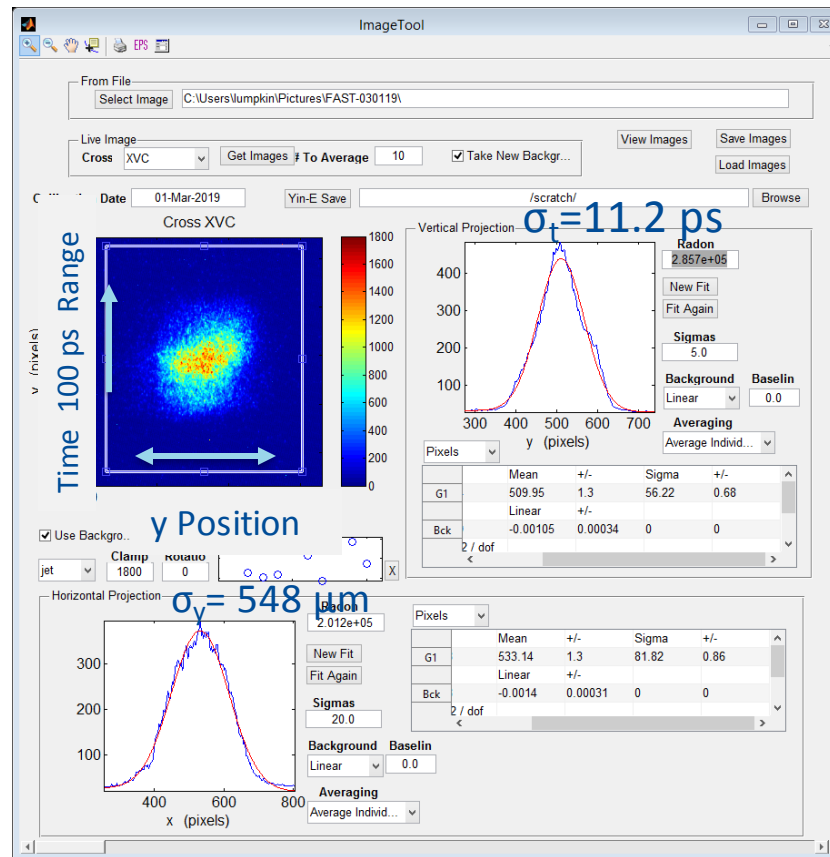 ImageTool
EPS
From File
Select Image C:\Users\lumpkin\Pictures\FAST-030119\
Live Image
Cross XVC Get Images # To Average 10 Take New Backgr...
View Images Save Images
Load Images
Date 01-Mar-2019 Yin-E Save /scratch/ Browse
σt=11.2 ps
Cross XVC
Time 100 ps Range
y (pixels)
1800
1600
1400
1200
1000
800
600
400
200
0
y Position
Vertical Projection
400
300
200
100
300 400 500 600 700
y (pixels)
Radon
2.857e+05
New Fit
Fit Again
Sigmas
5.0
Background Baselin
Linear 0.0
Averaging
Average Individ...
Pixels
Mean +/- Sigma +/-
G1 509.95 1.3 56.22 0.68
Linear +/-
Bck -0.00105 0.00034 0 0
2 / dof
Use Backgro..
Clamp Rotatio
jet 1800 0 X
σy= 548 µm
Horizontal Projection
300
200
100
400 600 800
x (pixels)
Radon
2.012e+05
New Fit
Fit Again
Sigmas
20.0
Background Baselin
Linear 0.0
Averaging
Average Individ...
Pixels
Mean +/- Sigma +/-
G1 533.14 1.3 81.82 0.86
Linear +/-
Bck -0.0014 0.00031 0 0
2 / dof